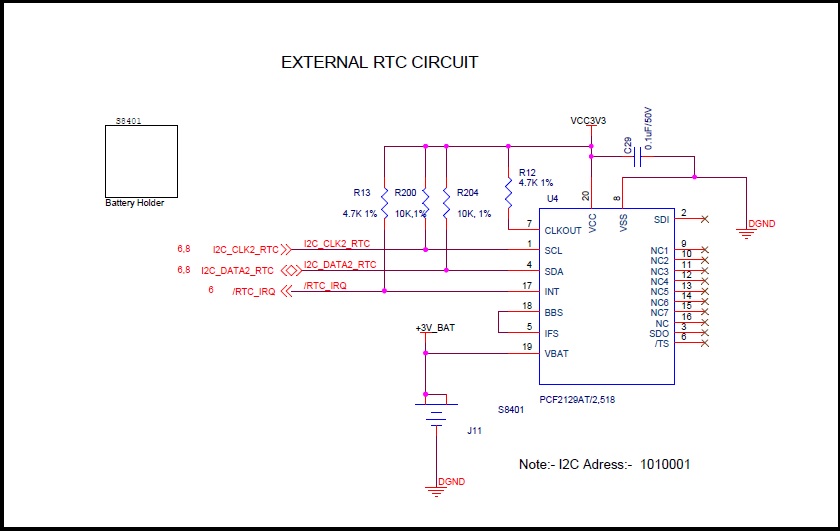 EXTERNAL RTC CIRCUIT
S8401
Battery Holder
VCC3V3
C29
0.1uF/50V
R13
4.7K 1%
R200
10K,1%
R204
10K, 1%
R12
4.7K 1%
U4
20
VCC
8
VSS
DGND
7 CLKOUT
6,8 I2C_CLK2_RTC I2C_CLK2_RTC 1 SCL
6,8 I2C_DATA2_RTC I2C_DATA2_RTC 4 SDA
6 /RTC_IRQ /RTC_IRQ 17 INT
18 BBS
5 IFS
19 VBAT
SDI 2
NC1 9
NC2 10
NC3 11
NC4 12
NC5 13
NC6 14
NC7 15
NC 16
SDO 3
/TS 6
+3V_BAT
PCF2129AT/2,518
S8401
J11
DGND
Note:- I2C Adress:- 1010001